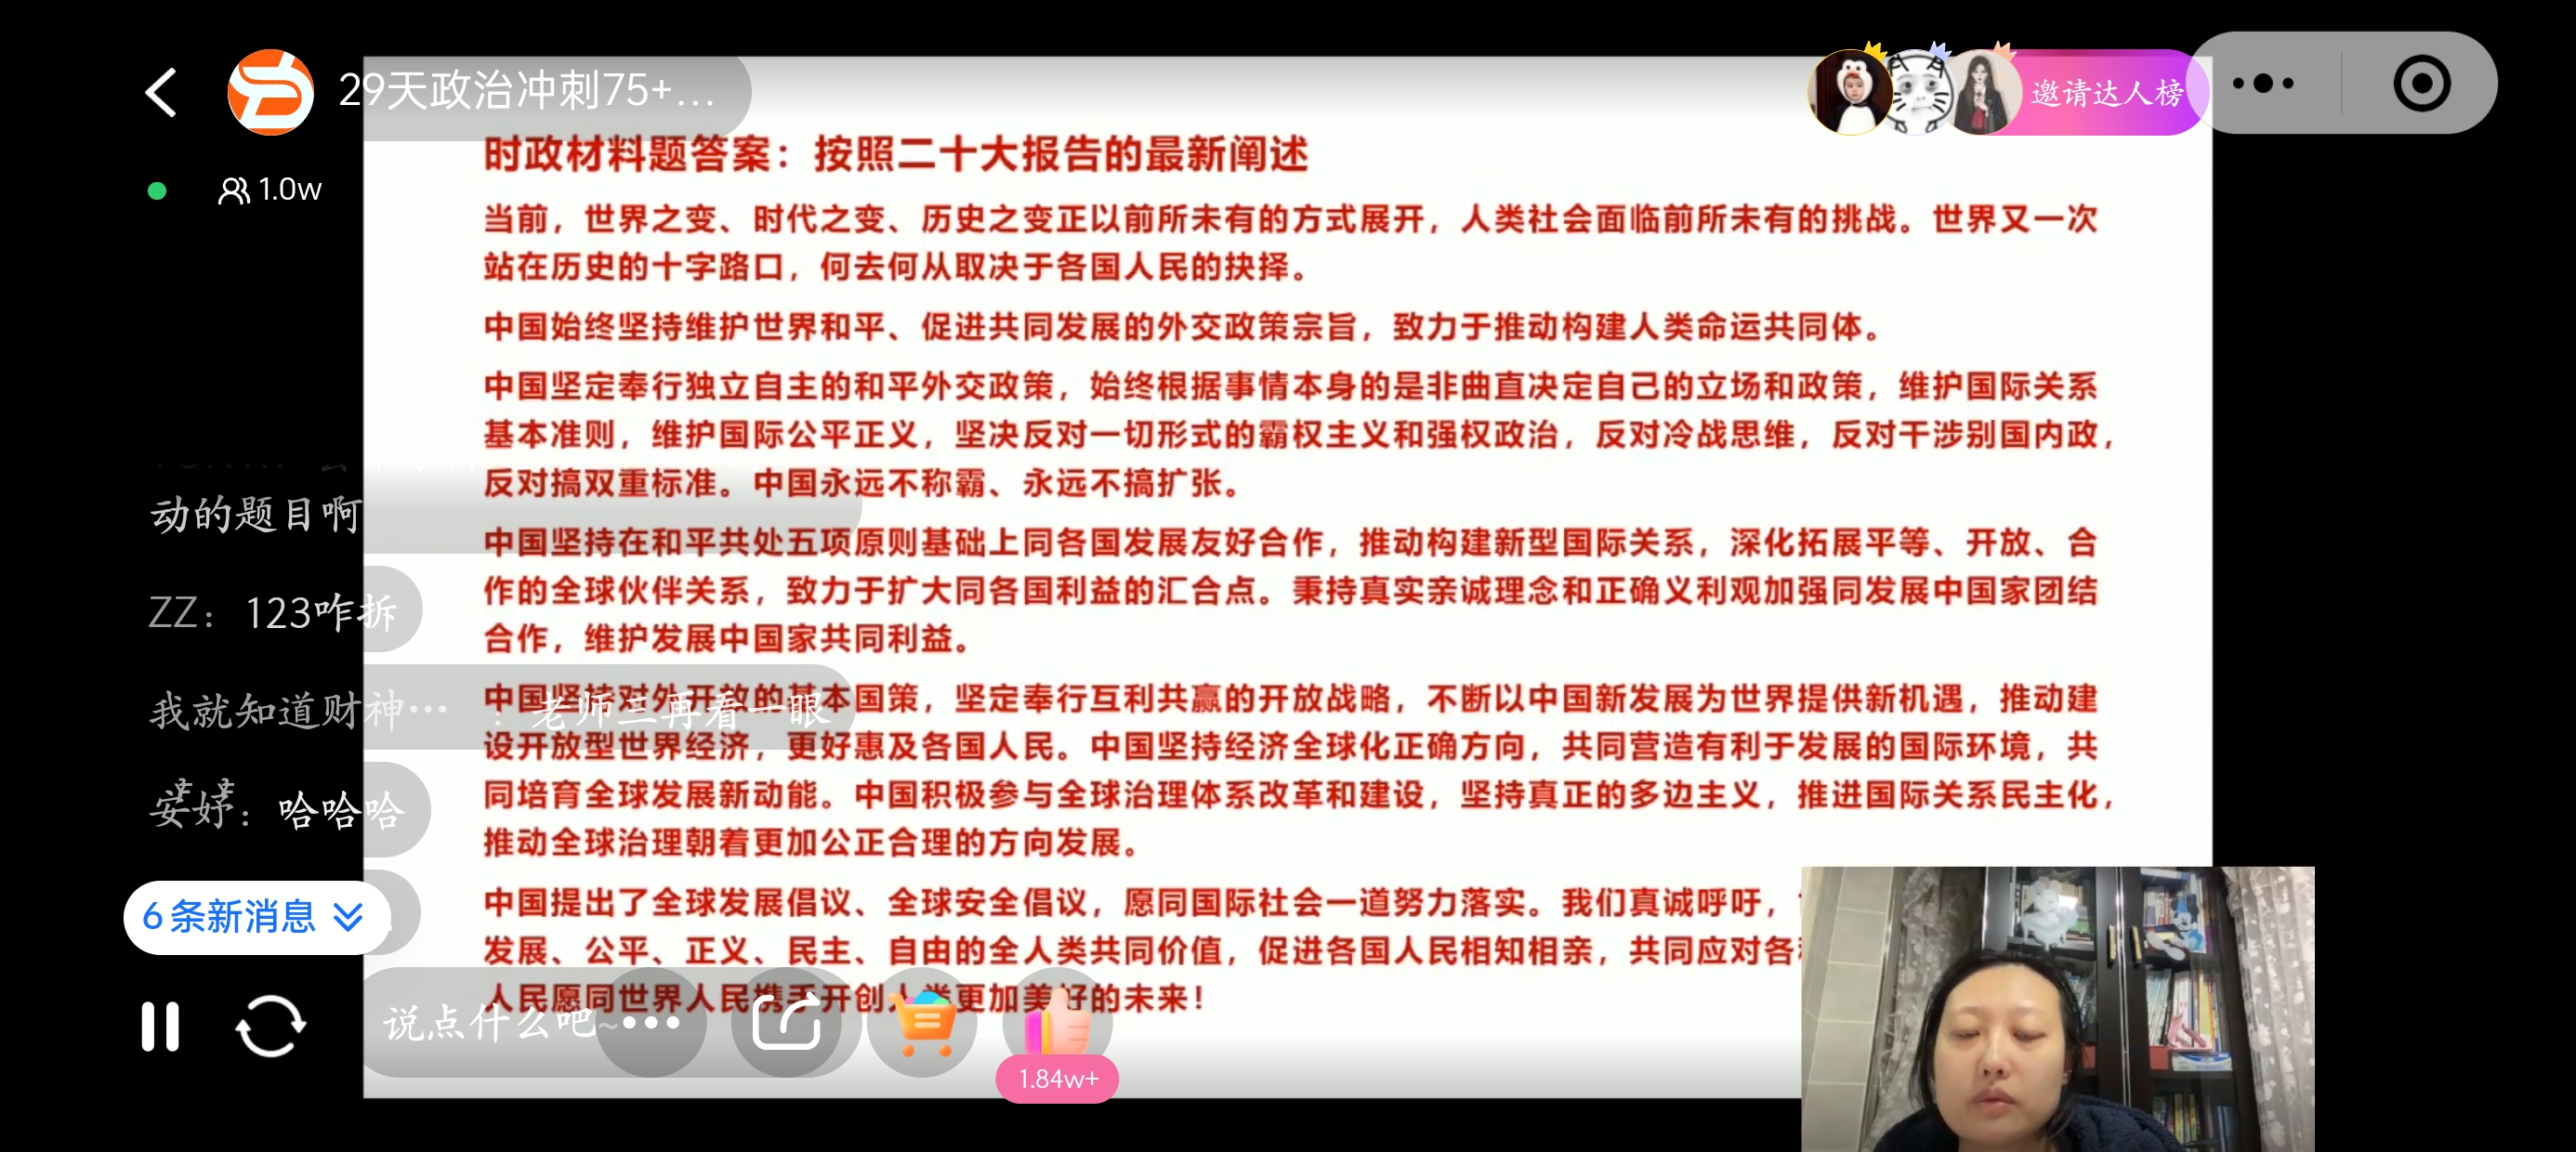 29天政治冲刺75+...
邀请达人榜
1.0w
时政材料题答案：按照二十大报告的最新阐述
当前，世界之变、时代之变、历史之变正以前所未有的方式展开，人类社会面临前所未有的挑战。世界又一次
站在历史的十字路口，何去何从取决于各国人民的抉择。
中国始终坚持维护世界和平、促进共同发展的外交政策宗旨，致力于推动构建人类命运共同体。
中国坚定奉行独立自主的和平外交政策，始终根据事情本身的是非曲直决定自己的立场和政策，维护国际关系
基本准则，维护国际公平正义，坚决反对一切形式的霸权主义和强权政治，反对冷战思维，反对干涉别国内政，
反对搞双重标准。中国永远不称霸、永远不搞扩张。
中国坚持在和平共处五项原则基础上同各国发展友好合作，推动构建新型国际关系，深化拓展平等、开放、合
作的全球伙伴关系，致力于扩大同各国利益的汇合点。秉持真实亲诚理念和正确义利观加强同发展中国家团结
合作，维护发展中国家共同利益。
中国坚持对外开放的基本国策，坚定奉行互利共赢的开放战略，不断以中国新发展为世界提供新机遇，推动建
设开放型世界经济，更好惠及各国人民。中国坚持经济全球化正确方向，共同营造有利于发展的国际环境，共
同培育全球发展新动能。中国积极参与全球治理体系改革和建设，坚持真正的多边主义，推进国际关系民主化，
推动全球治理朝着更加公正合理的方向发展。
中国提出了全球发展倡议、全球安全倡议，愿同国际社会一道努力落实。我们真诚呼吁，
发展、公平、正义、民主、自由的全人类共同价值，促进各国人民相知相亲，共同应对各
人民愿同世界人民携手开创人类更加美好的未来！
动的题目啊
ZZ：123咋拆
我就知道财神…：老师三再看一眼
安妤：哈哈哈
6条新消息
说点什么吧~
1.84w+